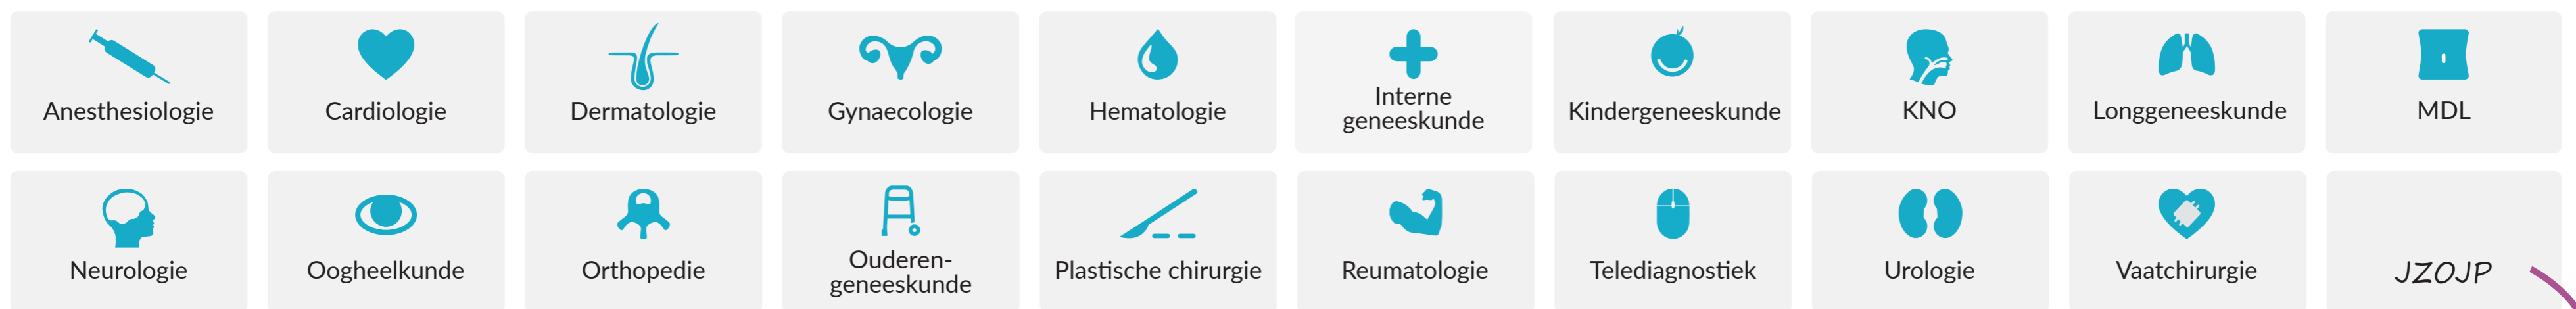 Anesthesiologie
Cardiologie
Dermatologie
Gynaecologie
Hematologie
Interne
geneeskunde
Kindergeneeskunde
KNO
Longgeneeskunde
MDL
Neurologie
Oogheelkunde
Orthopedie
Ouderen-
geneeskunde
Plastische chirurgie
Reumatologie
Telediagnostiek
Urologie
Vaatchirurgie
JZOJP